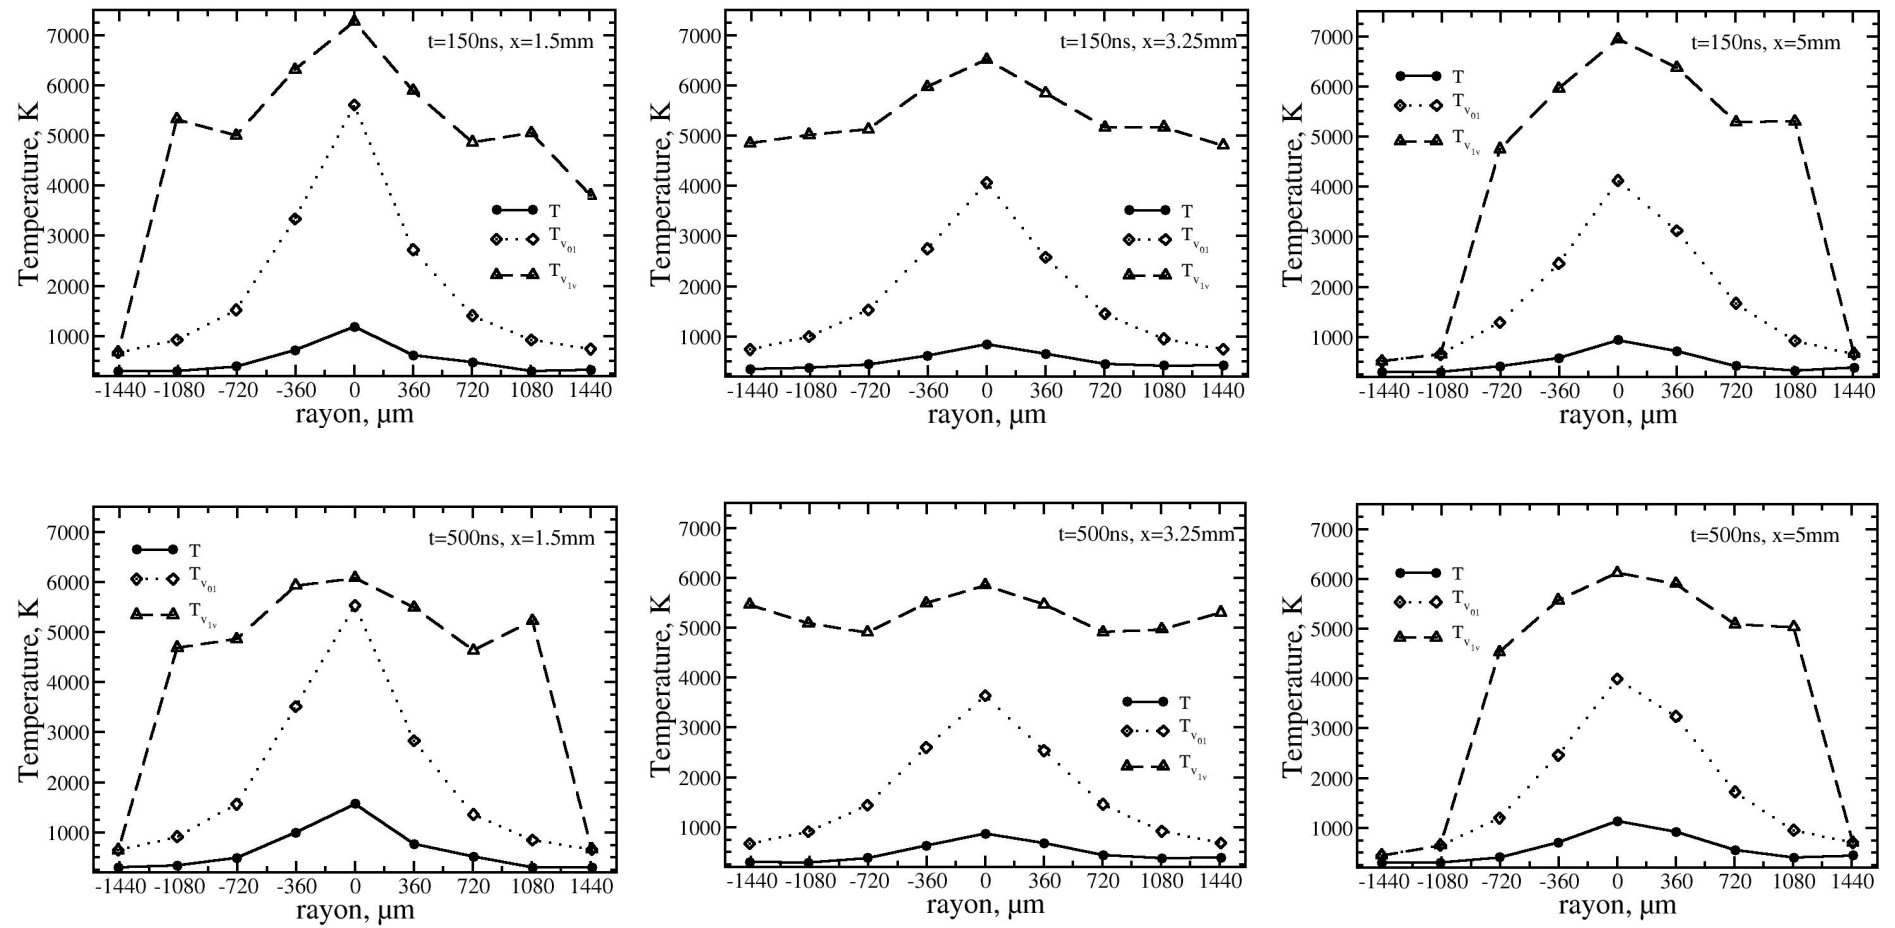 t=150ns, x=1.5mm
Temperature, K
7000
6000
5000
4000
3000
2000
1000
T
Tv01
Tv1v
-1440 -1080 -720 -360 0 360 720 1080 1440
rayon, µm
t=150ns, x=3.25mm
Temperature, K
7000
6000
5000
4000
3000
2000
1000
T
Tv01
Tv1v
-1440 -1080 -720 -360 0 360 720 1080 1440
rayon, µm
t=150ns, x=5mm
Temperature, K
7000
6000
5000
4000
3000
2000
1000
T
Tv01
Tv1v
-1440 -1080 -720 -360 0 360 720 1080 1440
rayon, µm
t=500ns, x=1.5mm
Temperature, K
7000
6000
5000
4000
3000
2000
1000
T
Tv01
Tv1v
-1440 -1080 -720 -360 0 360 720 1080 1440
rayon, µm
t=500ns, x=3.25mm
Temperature, K
7000
6000
5000
4000
3000
2000
1000
T
Tv01
Tv1v
-1440 -1080 -720 -360 0 360 720 1080 1440
rayon, µm
t=500ns, x=5mm
Temperature, K
7000
6000
5000
4000
3000
2000
1000
T
Tv01
Tv1v
-1440 -1080 -720 -360 0 360 720 1080 1440
rayon, µm